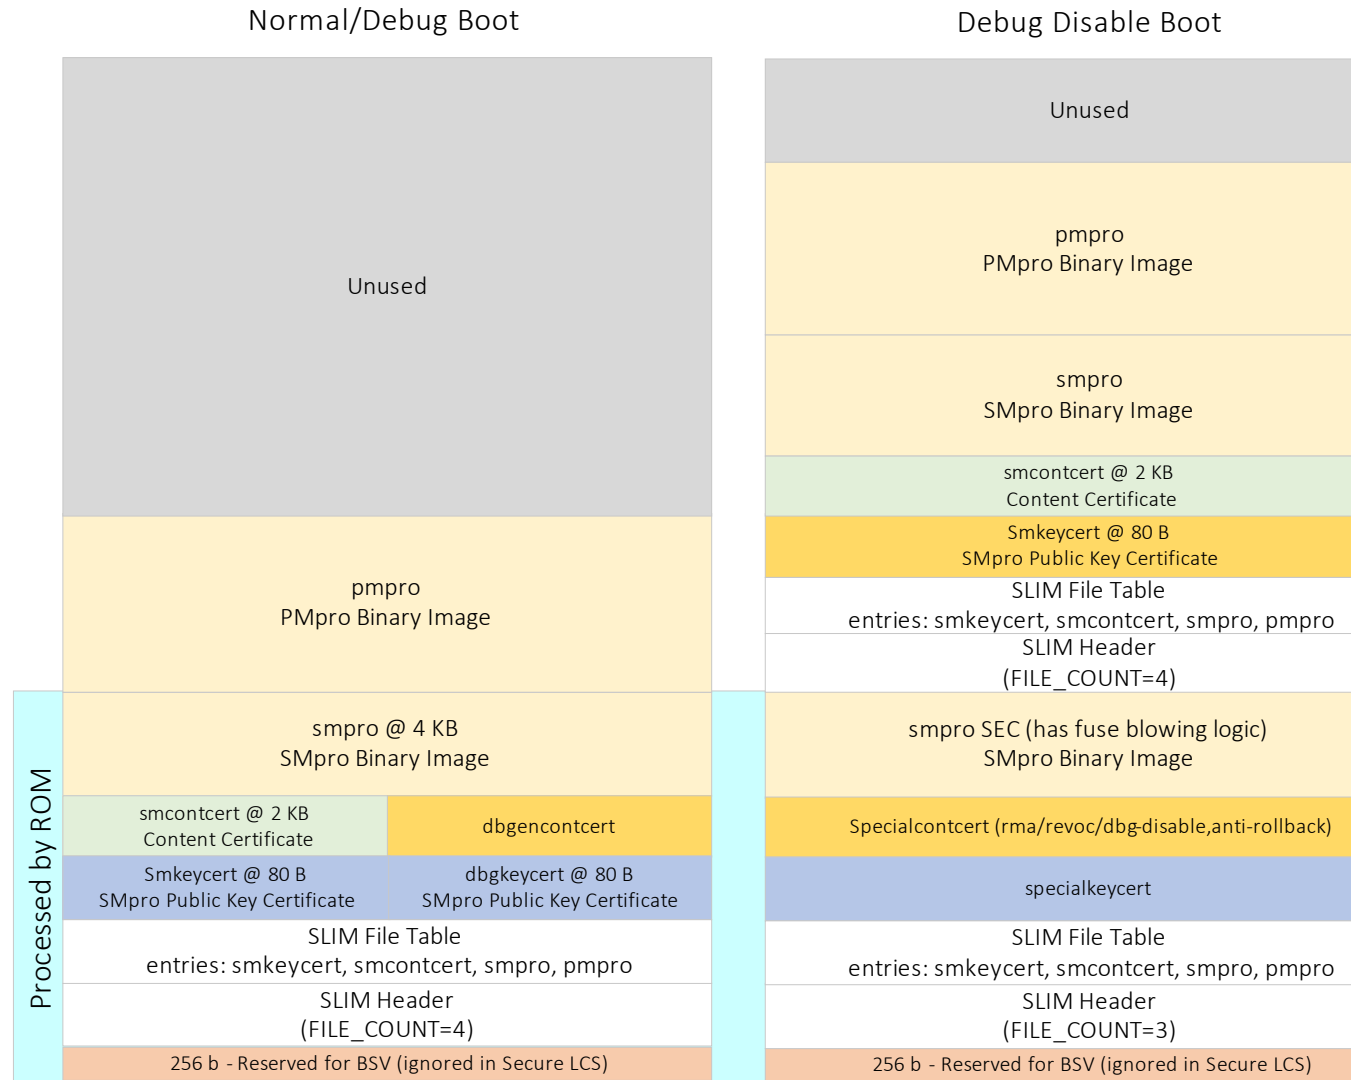 Normal/Debug Boot
Unused
pmpro
PMpro Binary Image
smpro @ 4 KB
SMpro Binary Image
smcontcert @ 2 KB
Content Certificate
dbgencontcert
Smkeycert @ 80 B
SMpro Public Key Certificate
dbgkeycert @ 80 B
SMpro Public Key Certificate
SLIM File Table
entries: smkeycert, smcontcert, smpro, pmpro
SLIM Header
(FILE_COUNT=4)
256 b - Reserved for BSV (ignored in Secure LCS)
Processed by ROM
Debug Disable Boot
Unused
pmpro
PMpro Binary Image
smpro
SMpro Binary Image
smcontcert @ 2 KB
Content Certificate
Smkeycert @ 80 B
SMpro Public Key Certificate
SLIM File Table
entries: smkeycert, smcontcert, smpro, pmpro
SLIM Header
(FILE_COUNT=4)
smpro SEC (has fuse blowing logic)
SMpro Binary Image
Specialcontcert (rma/revoc/dbg-disable,anti-rollback)
specialkeycert
SLIM File Table
entries: smkeycert, smcontcert, smpro, pmpro
SLIM Header
(FILE_COUNT=3)
256 b - Reserved for BSV (ignored in Secure LCS)